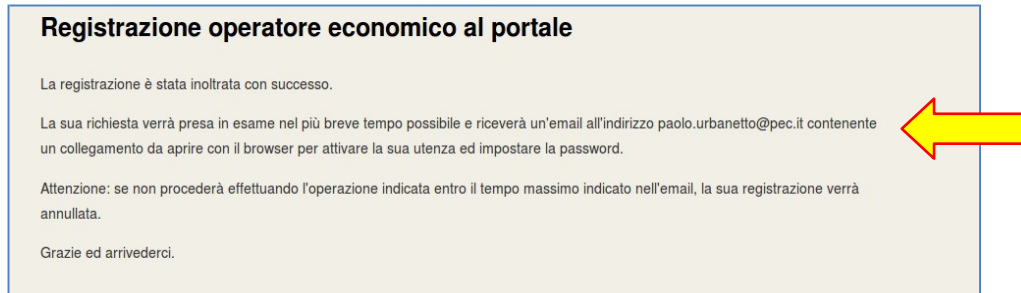 Registrazione operatore economico al portale
La registrazione è stata inoltrata con successo.
La sua richiesta verrà presa in esame nel più breve tempo possibile e riceverà un'email all'indirizzo paolo.urbanetto@pec.it contenente
un collegamento da aprire con il browser per attivare la sua utenza ed impostare la password.
Attenzione: se non procederà effettuando l'operazione indicata entro il tempo massimo indicato nell'email, la sua registrazione verrà
annullata.
Grazie ed arrivederci.